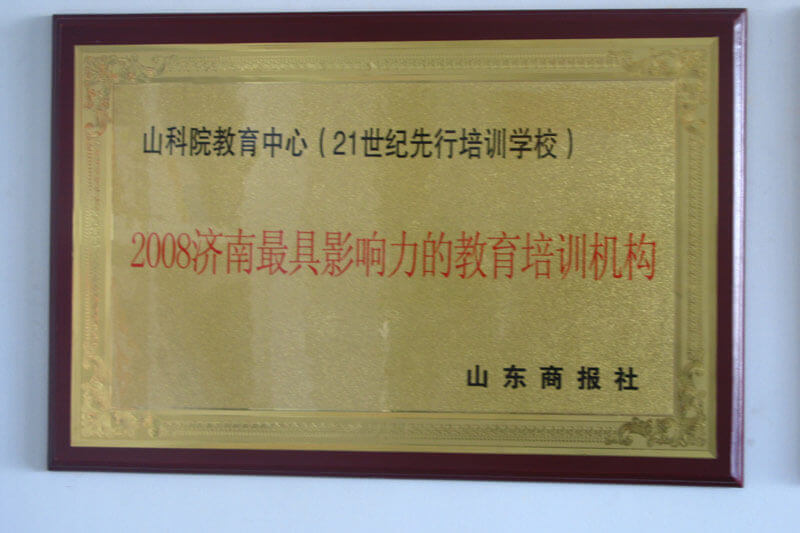 山科院教育中心（21世纪先行培训学校）
2008济南最具影响力的教育培训机构
山东商报社